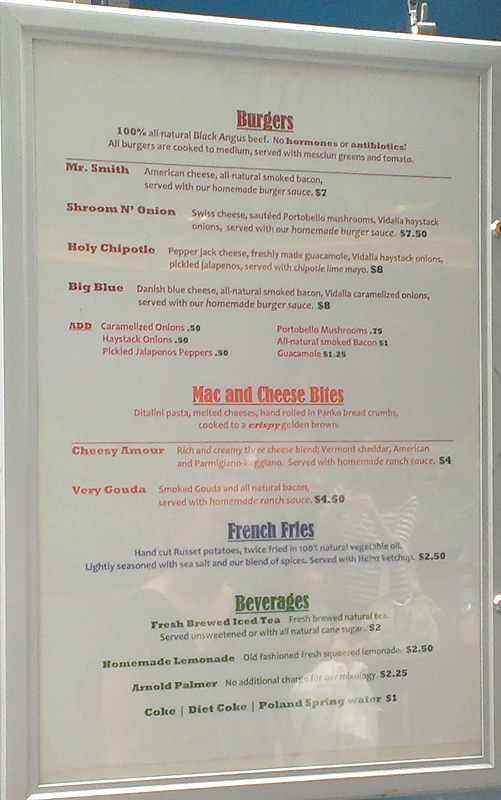 Burgers
100% all-natural Black Angus beef. No hormones or antibiotics!
All burgers are cooked to medium, served with mesclun greens and tomato.
Mr. Smith American cheese, all-natural smoked bacon,
served with our homemade burger sauce. $7
Shroom N' Onion Swiss cheese, sautéed Portobello mushrooms, Vidalia haystack
onions, served with our homemade burger sauce. $7.50
Holy Chipotle Pepper Jack cheese, freshly made guacamole, Vidalia haystack onions,
pickled jalapenos, served with chipotle lime mayo. $8
Big Blue Danish blue cheese, all-natural smoked bacon, Vidalia caramelized onions,
served with our homemade burger sauce. $8
ADD Caramelized Onions .50 Portobello Mushrooms .75
Haystack Onions .50 All-natural smoked Bacon $1
Pickled Jalapenos Peppers .50 Guacamole $1.25
Mac and Cheese Bites
Ditalini pasta, melted cheeses, hand rolled in Panko bread crumbs,
cooked to a crispy golden brown.
Cheesy Amour Rich and creamy three cheese blend; Vermont cheddar, American
and Parmigiano-Reggiano. Served with homemade ranch sauce. $4
Very Gouda Smoked Gouda and all natural bacon,
served with homemade ranch sauce. $4.50
French Fries
Hand cut Russet potatoes, twice fried in 100% natural vegetable oil.
Lightly seasoned with sea salt and our blend of spices. Served with Heinz ketchup. $2.50
Beverages
Fresh Brewed Iced Tea Fresh brewed natural tea.
Served unsweetened or with all natural cane sugar. $2
Homemade Lemonade Old fashioned fresh squeezed lemonade. $2.50
Arnold Palmer No additional charge for our mixology. $2.25
Coke | Diet Coke | Poland Spring water $1